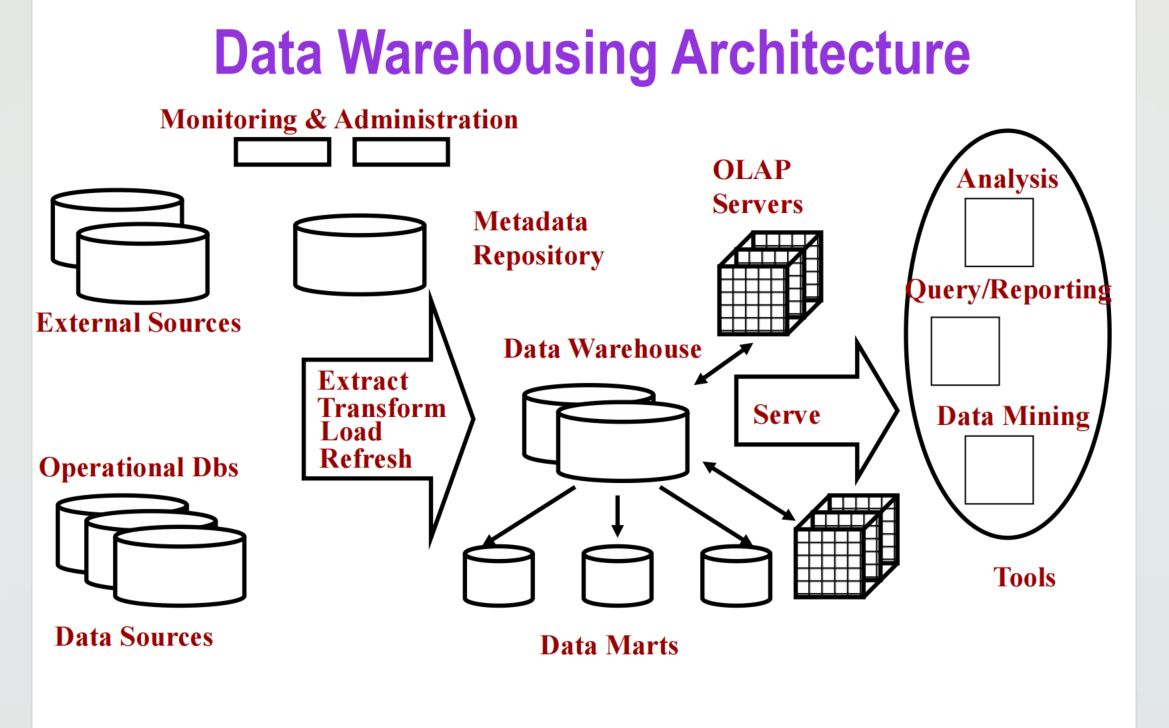 Data Warehousing Architecture
Monitoring & Administration
OLAP
Servers
Analysis
Metadata
Repository
Query/Reporting
External Sources
Data Warehouse
Extract
Transform
Load
Refresh
Serve
Data Mining
Operational Dbs
Tools
Data Sources
Data Marts